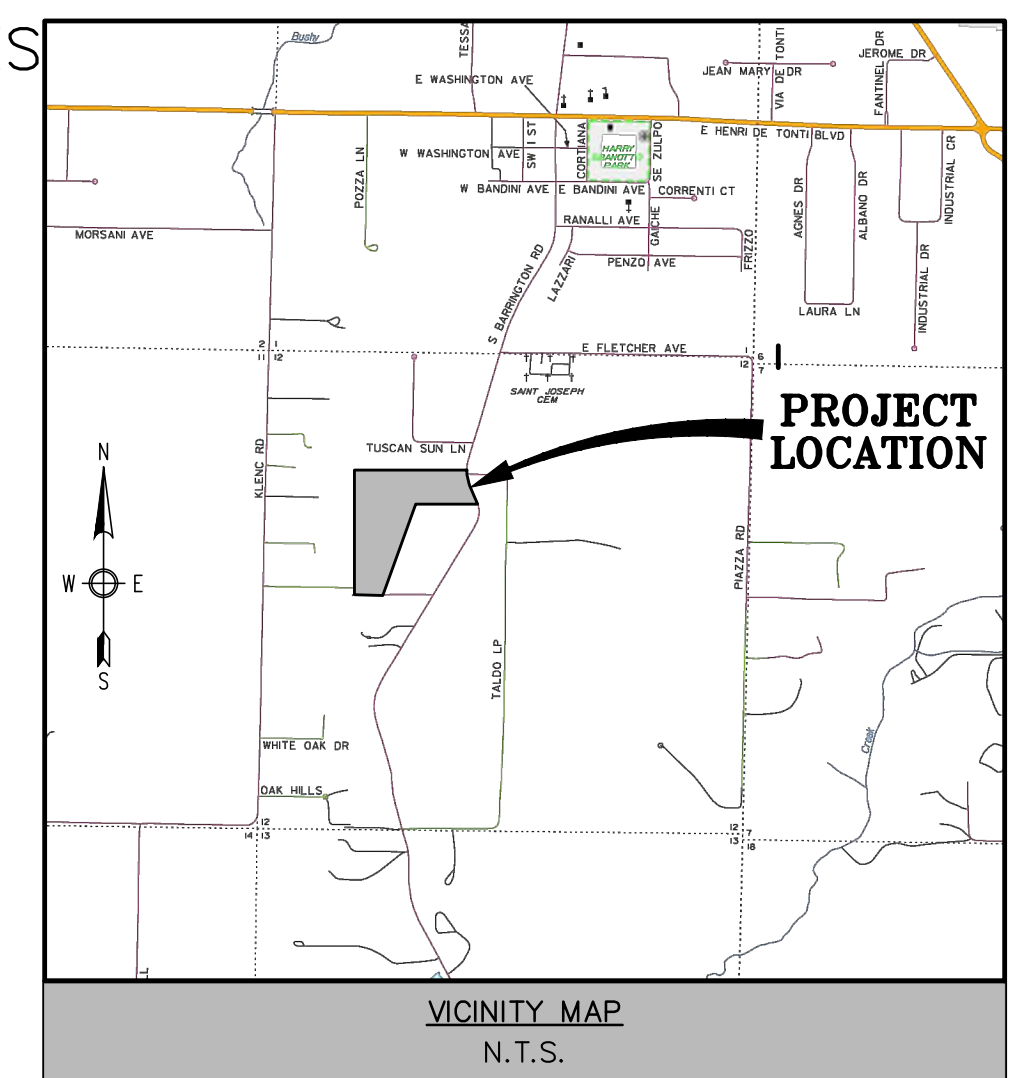 S
Bushy
TESSA
E WASHINGTON AVE
JEAN MARY DR
VIA DE TONTI
FANTINEL DR
JEROME DR
E HENRI DE TONTI BLVD
POZZA LN
W WASHINGTON AVE
SW 1 ST
CORTIANA
HARRY
PARK
SE ZULPO
W BANDINI AVE
E BANDINI AVE
CORRENTI CT
MORSANI AVE
RANALLI AVE
GAICHE
FRIZZO
PENZO AVE
LAZZARI
S BARRINGTON RD
AGNES DR
ALBANO DR
INDUSTRIAL CR
INDUSTRIAL DR
LAURA LN
2 1
11 12
E FLETCHER AVE
12
6
7
SAINT JOSEPH
CEM
PROJECT
LOCATION
TUSCAN SUN LN
KLENC RD
N
W E
S
PIAZZA RD
TALDO LP
WHITE OAK DR
Creek
OAK HILLS
12
14 13
12 7
13 18
VICINITY MAP
N.T.S.